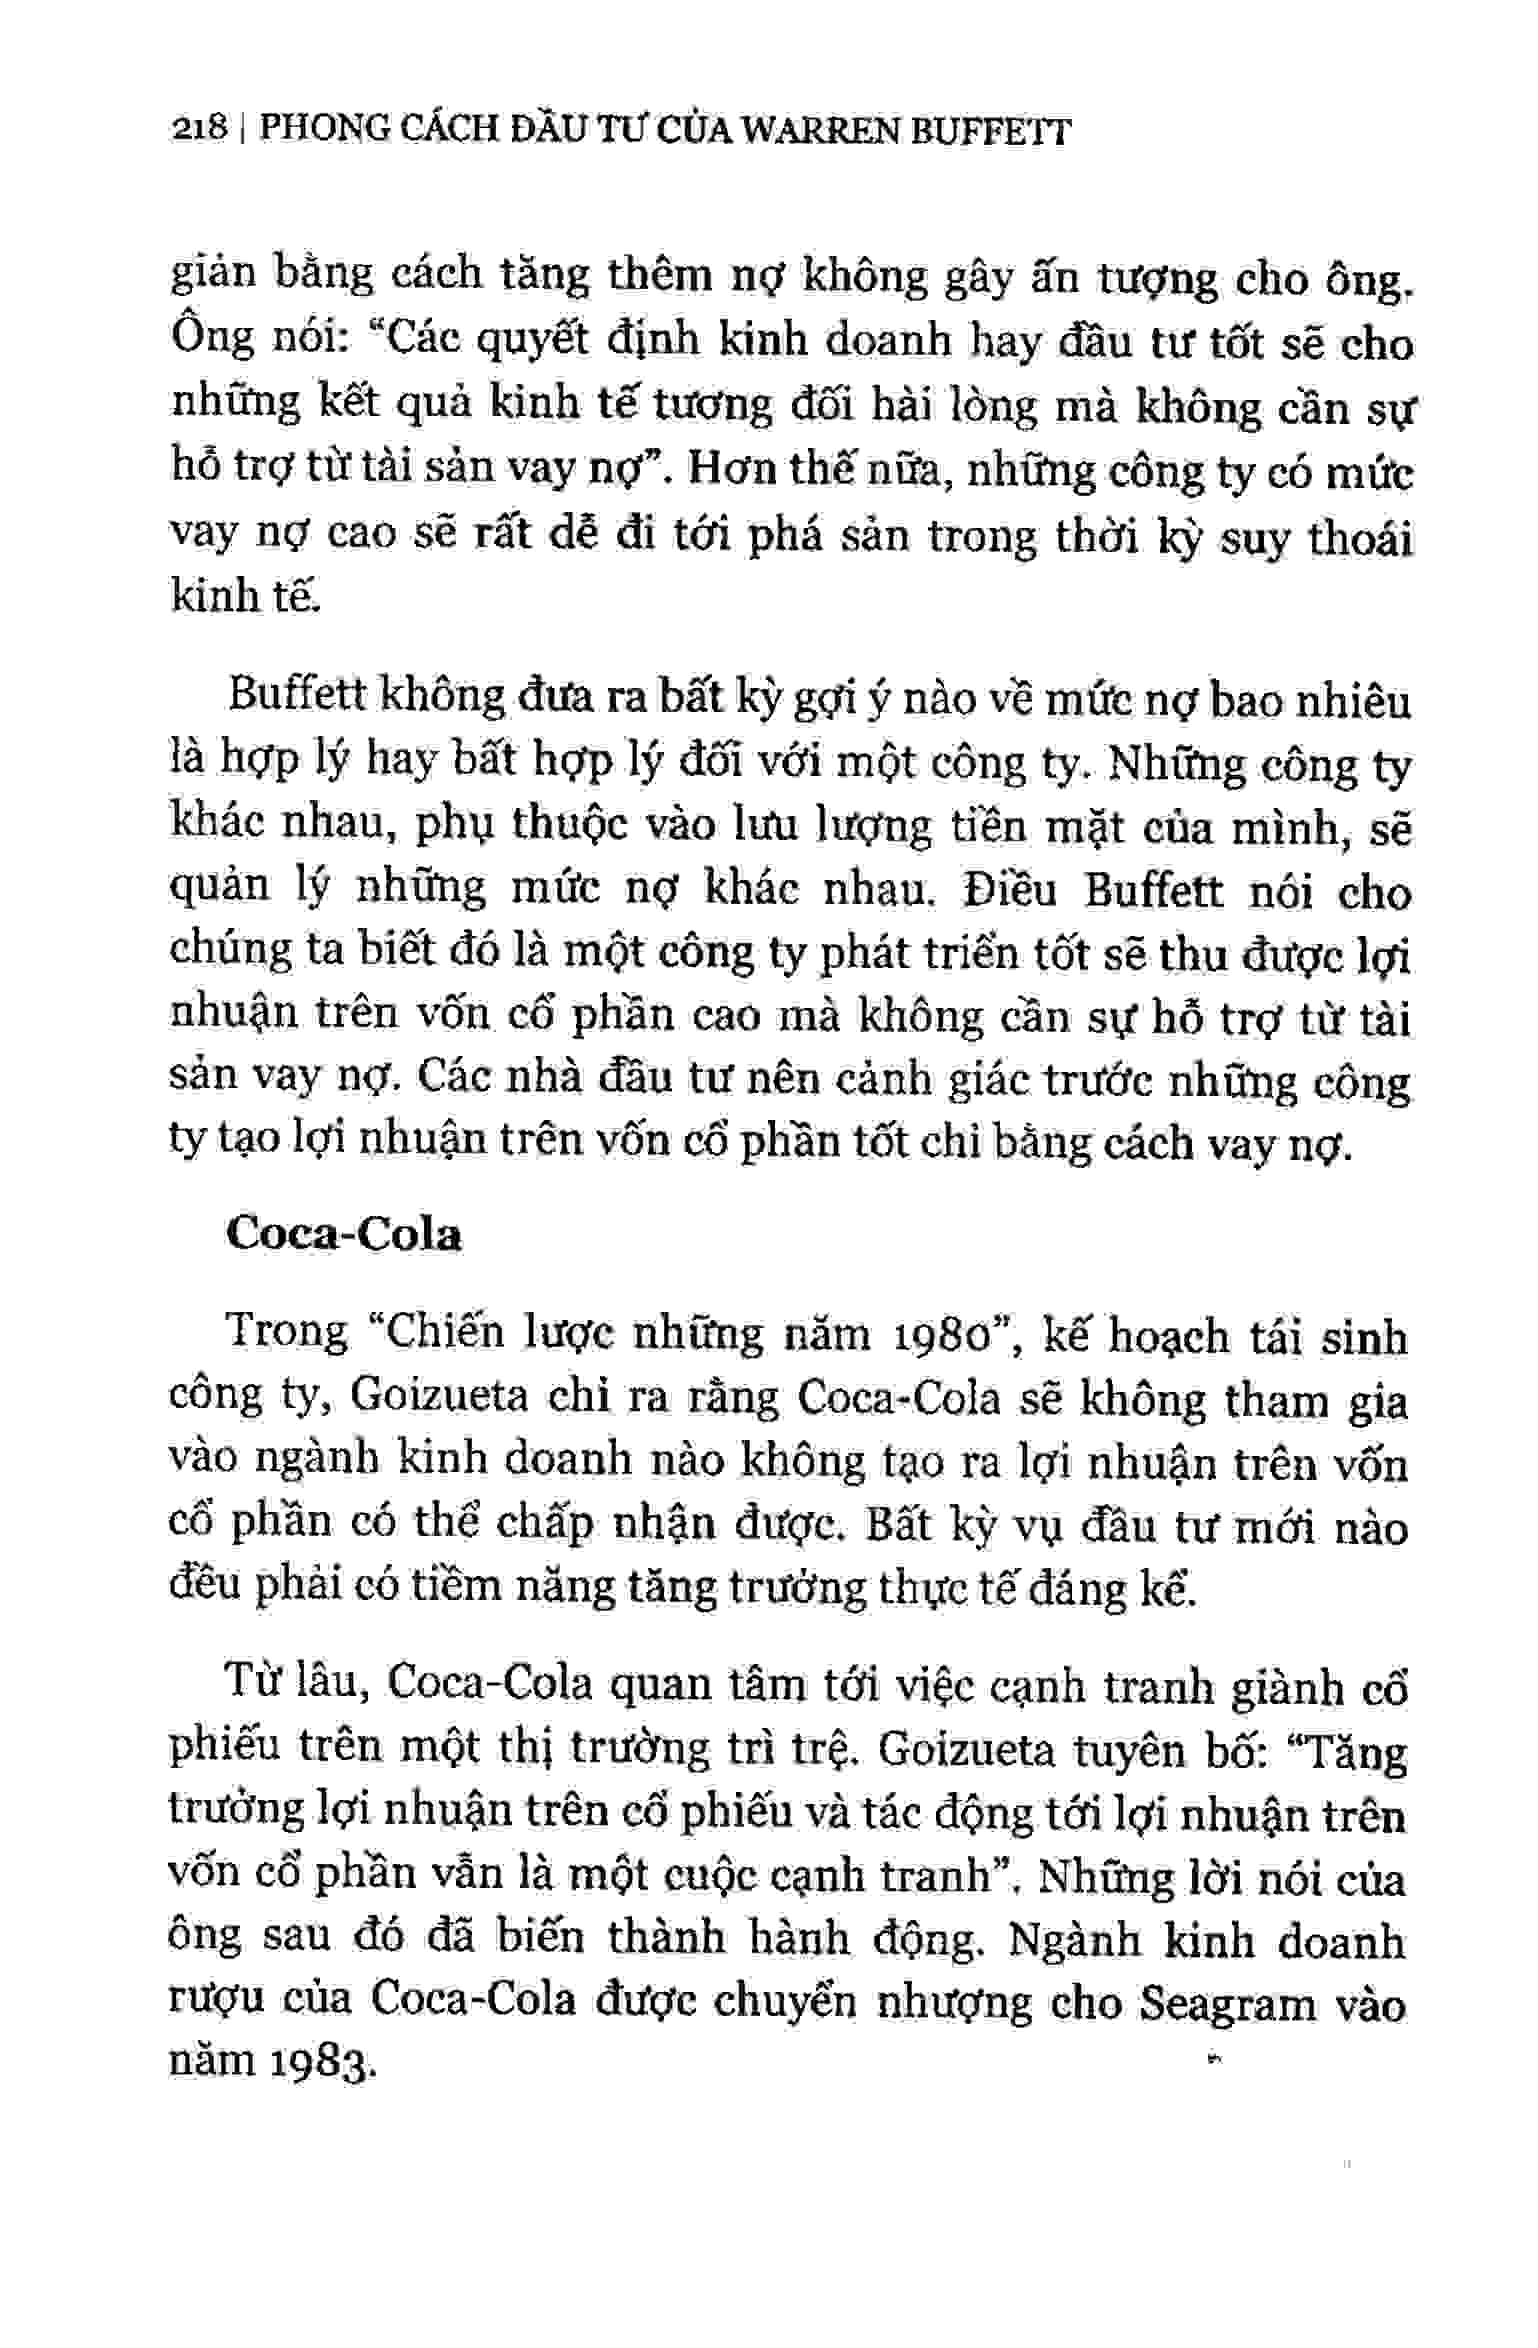 218 | PHONG CÁCH ĐẦU TƯ CỦA WARREN BUFFETT
giản bằng cách tăng thêm nợ không gây ấn tượng cho ông.
Ông nói: “Các quyết định kinh doanh hay đầu tư tốt sẽ cho
những kết quả kinh tế tương đối hài lòng mà không cần sự
hỗ trợ từ tài sản vay nợ”. Hơn thế nữa, những công ty có mức
vay nợ cao sẽ rất dễ đi tới phá sản trong thời kỳ suy thoái
kinh tế.
Buffett không đưa ra bất kỳ gợi ý nào về mức nợ bao nhiêu
là hợp lý hay bất hợp lý đối với một công ty. Những công ty
khác nhau, phụ thuộc vào lưu lượng tiền mặt của mình, sẽ
quản lý những mức nợ khác nhau. Điều Buffett nói cho
chúng ta biết đó là một công ty phát triển tốt sẽ thu được lợi
nhuận trên vốn cổ phần cao mà không cần sự hỗ trợ từ tài
sản vay nợ. Các nhà đầu tư nên cảnh giác trước những công
ty tạo lợi nhuận trên vốn cổ phần tốt chỉ bằng cách vay nợ.
Coca-Cola
Trong “Chiến lược những năm 1980”, kế hoạch tái sinh
công ty, Goizueta chỉ ra rằng Coca-Cola sẽ không tham gia
vào ngành kinh doanh nào không tạo ra lợi nhuận trên vốn
cổ phần có thể chấp nhận được. Bất kỳ vụ đầu tư mới nào
đều phải có tiềm năng tăng trưởng thực tế đáng kể.
Từ lâu, Coca-Cola quan tâm tới việc cạnh tranh giành cổ
phiếu trên một thị trường trì trệ. Goizueta tuyên bố: “Tăng
trưởng lợi nhuận trên cổ phiếu và tác động tới lợi nhuận trên
vốn cổ phần vẫn là một cuộc cạnh tranh”. Những lời nói của
ông sau đó đã biến thành hành động. Ngành kinh doanh
rượu của Coca-Cola được chuyển nhượng cho Seagram vào
năm 1983.